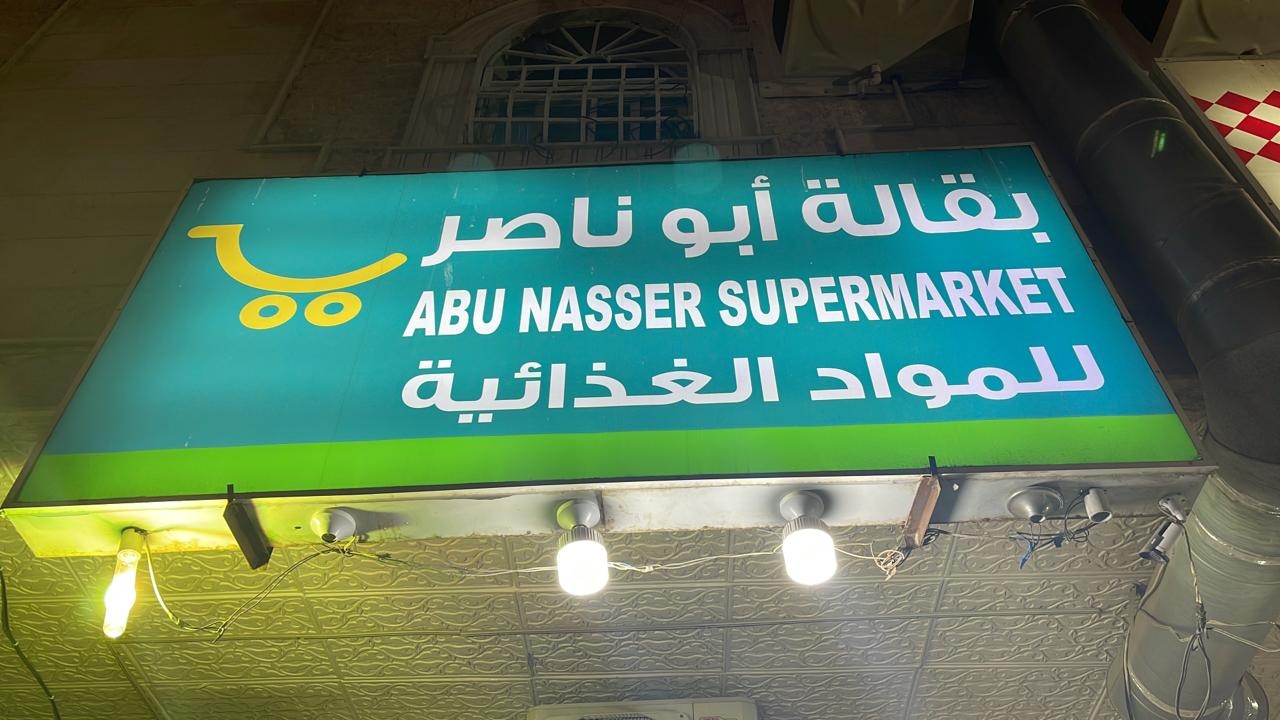 بقالة أبو ناصر
ABU NASSER SUPERMARKET
للمواد الغذائية